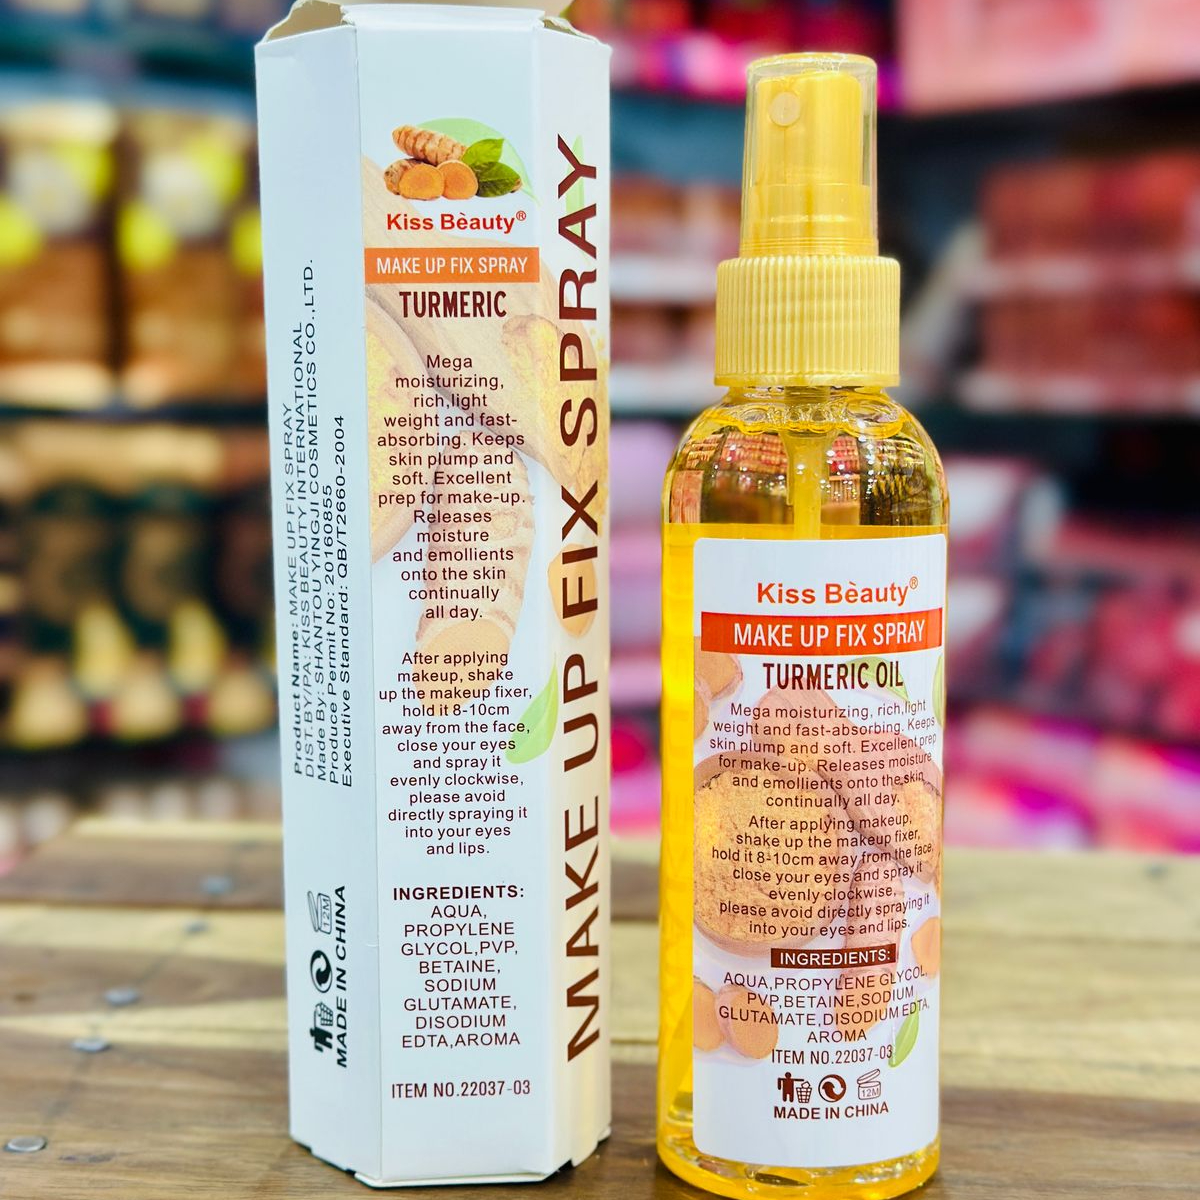 Kiss Bèauty®
MAKE UP FIX SPRAY
TURMERIC
Mega
moisturizing,
rich,light
weight and fast-
absorbing. Keeps
skin plump and
soft. Excellent
prep for make-up.
Releases
moisture
and emollients
onto the skin
continually
all day.
After applying
makeup, shake
up the makeup fixer,
hold it 8-10cm
away from the face,
close your eyes
and spray it
evenly clockwise,
please avoid
directly spraying it
into your eyes
and lips.
INGREDIENTS:
AQUA,
PROPYLENE
GLYCOL,PVP,
BETAINE,
SODIUM
GLUTAMATE,
DISODIUM
EDTA,AROMA
ITEM NO.22037-03
Product Name: MAKE UP FIX SPRAY
DIST.BY/PA: KISS BEAUTY INTERNATIONAL
Made By: SHANTOU YINGJI COSMETICS CO.,LTD.
Produce Permit No: 20160855
Executive Standard: QB/T2660-2004
12M
MADE IN CHINA
MAKE UP FIX SPRAY
Kiss Bèauty®
MAKE UP FIX SPRAY
TURMERIC OIL
Mega moisturizing, rich,light
weight and fast-absorbing. Keeps
skin plump and soft. Excellent prep
for make-up. Releases moisture
and emollients onto the skin
continually all day.
After applying makeup,
shake up the makeup fixer,
hold it 8-10cm away from the face,
close your eyes and spray it
evenly clockwise,
please avoid directly spraying it
into your eyes and lips.
INGREDIENTS:
AQUA,PROPYLENE GLYCOL,
PVP,BETAINE,SODIUM
GLUTAMATE,DISODIUM EDTA,
AROMA
ITEM NO.22037-03
12M
MADE IN CHINA